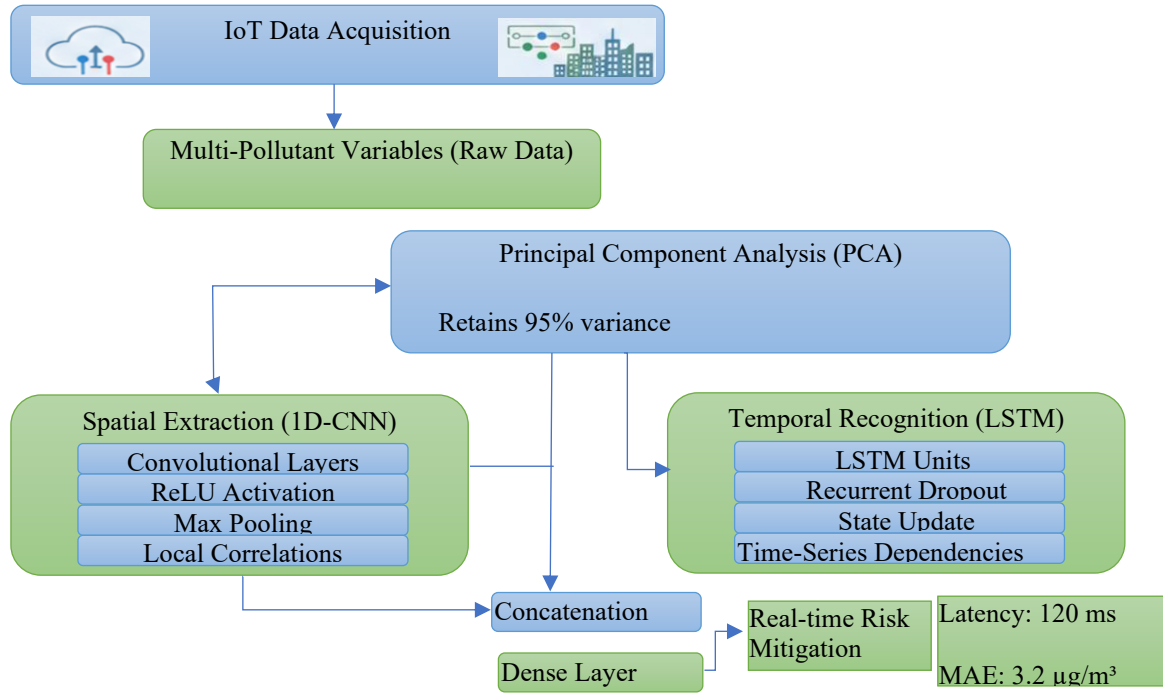 IoT Data Acquisition
Multi-Pollutant Variables (Raw Data)
Principal Component Analysis (PCA)
Retains 95% variance
Spatial Extraction (1D-CNN)
Convolutional Layers
ReLU Activation
Max Pooling
Local Correlations
Temporal Recognition (LSTM)
LSTM Units
Recurrent Dropout
State Update
Time-Series Dependencies
Concatenation
Dense Layer
Real-time Risk
Mitigation
Latency: 120 ms
MAE: 3.2 µg/m³